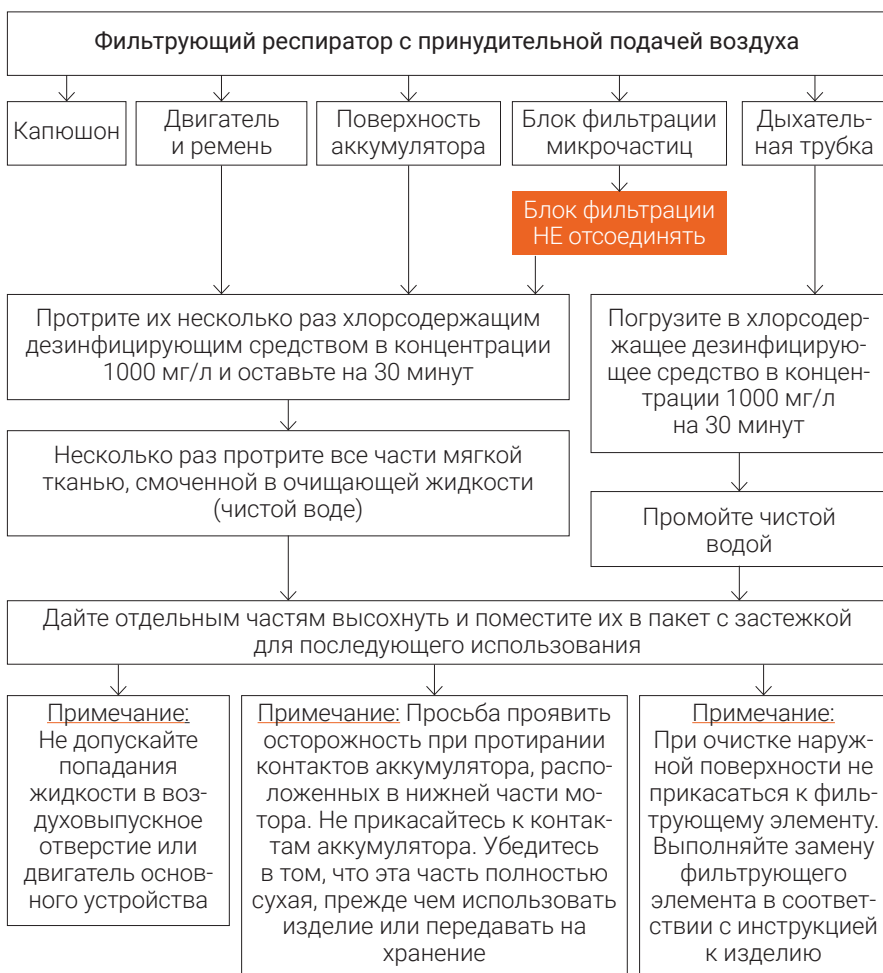 Фильтрующий респиратор с принудительной подачей воздуха
Капюшон
Двигатель
и ремень
Поверхность
аккумулятора
Блок фильтрации
микрочастиц
Дыхатель-
ная трубка
Блок фильтрации
НЕ отсоединять
Протрите их несколько раз хлорсодержащим
дезинфицирующим средством в концентрации
1000 мг/л и оставьте на 30 минут
Погрузите в хлорсодер-
жащее дезинфицирую-
щее средство в концен-
трации 1000 мг/л
на 30 минут
Несколько раз протрите все части мягкой
тканью, смоченной в очищающей жидкости
(чистой воде)
Промойте чистой
водой
Дайте отдельным частям высохнуть и поместите их в пакет с застежкой
для последующего использования
Примечание:
Не допускайте
попадания
жидкости в воз-
духовыпускное
отверстие или
двигатель основ-
ного устройства
Примечание: Просьба проявить
осторожность при протирании
контактов аккумулятора, распо-
ложенных в нижней части мо-
тора. Не прикасайтесь к контак-
там аккумулятора. Убедитесь
в том, что эта часть полностью
сухая, прежде чем использовать
изделие или передавать на
хранение
Примечание:
При очистке наруж-
ной поверхности не
прикасаться к филь-
трующему элементу.
Выполняйте замену
фильтрующего
элемента в соответ-
ствии с инструкцией
к изделию